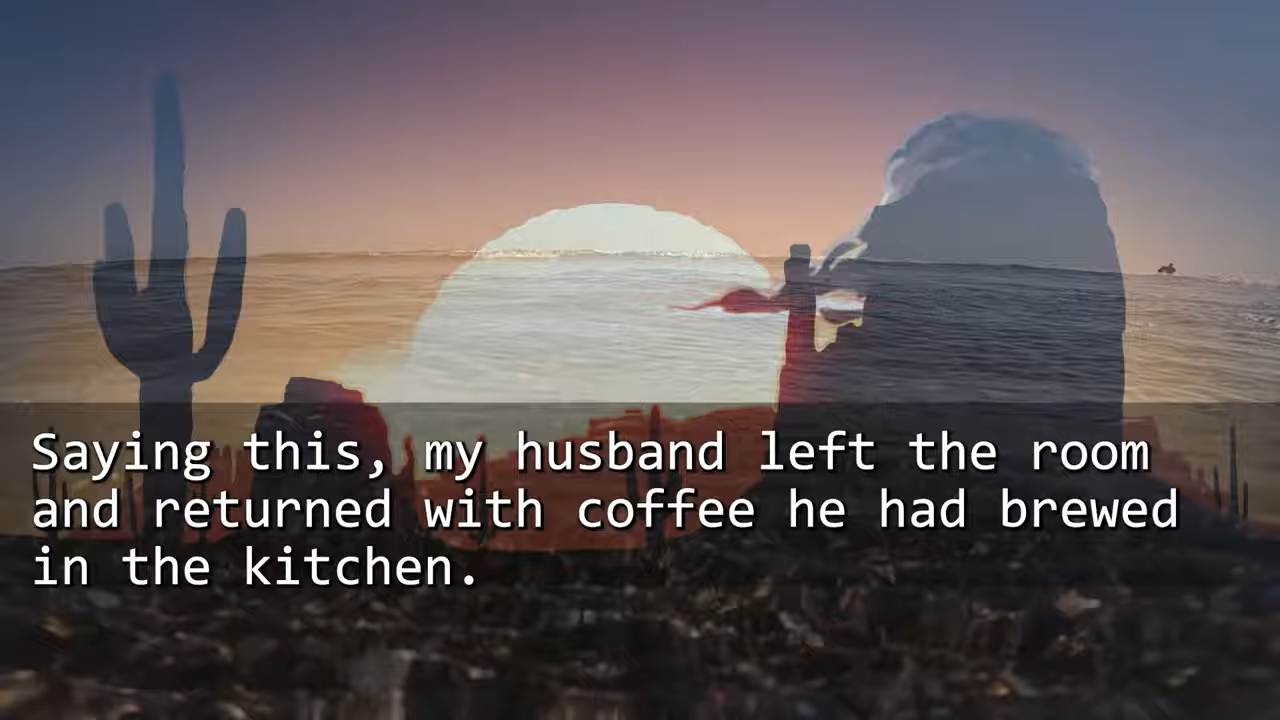 Saying this, my husband left the room
and returned with coffee he had brewed
in the kitchen.